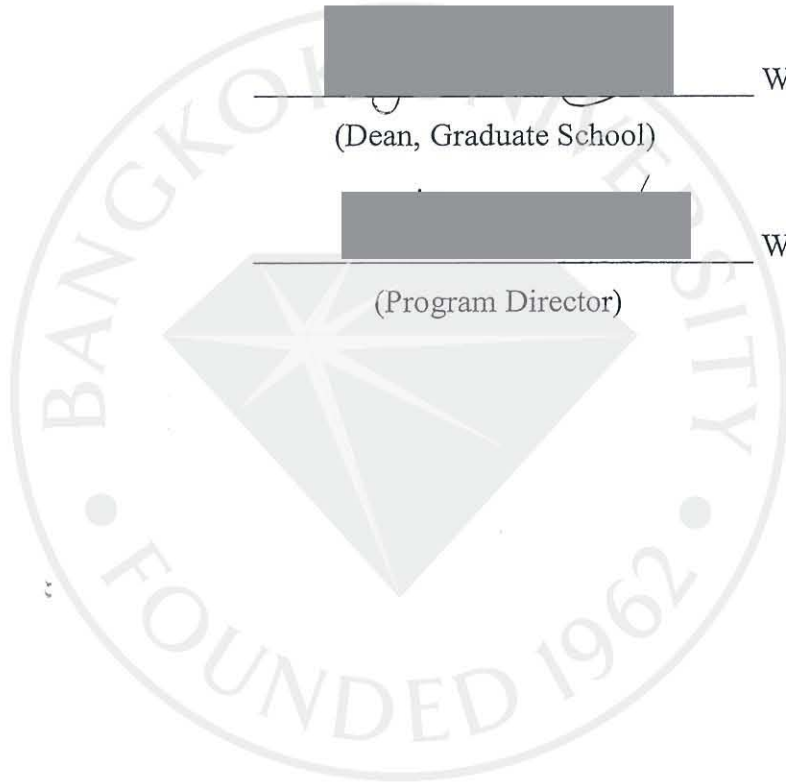 W
(Dean, Graduate School)
W
(Program Director)
BANGKOK UNIVERSITY
• FOUNDED 1962 •